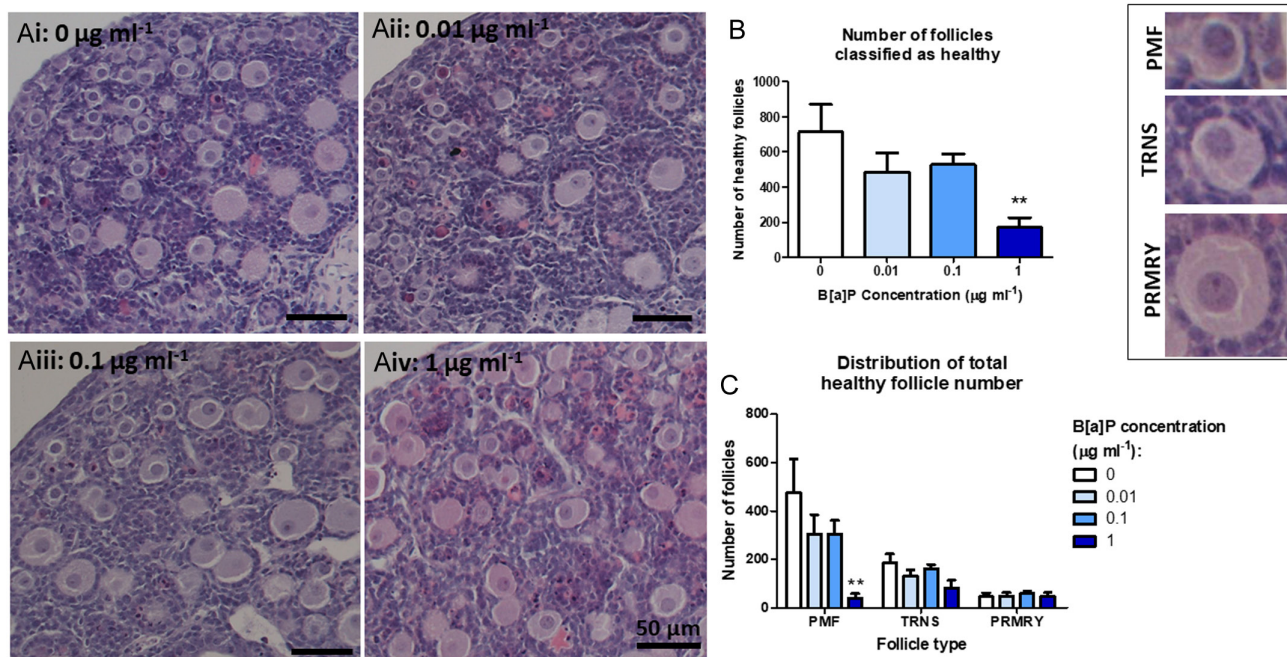 Ai: 0 µg ml⁻¹
Aii: 0.01 µg ml⁻¹
Aiii: 0.1 µg ml⁻¹
Aiv: 1 µg ml⁻¹
50 µm
B
Number of follicles
classified as healthy
Number of healthy follicles
1000
800
600
400
200
0
**
0 0.01 0.1 1
B[a]P Concentration (µg ml⁻¹)
PMF
TRNS
PRMRY
C
Distribution of total
healthy follicle number
Number of follicles
800
600
400
200
0
**
PMF TRNS PRMRY
Follicle type
B[a]P concentration
(µg ml⁻¹):
0
0.01
0.1
1